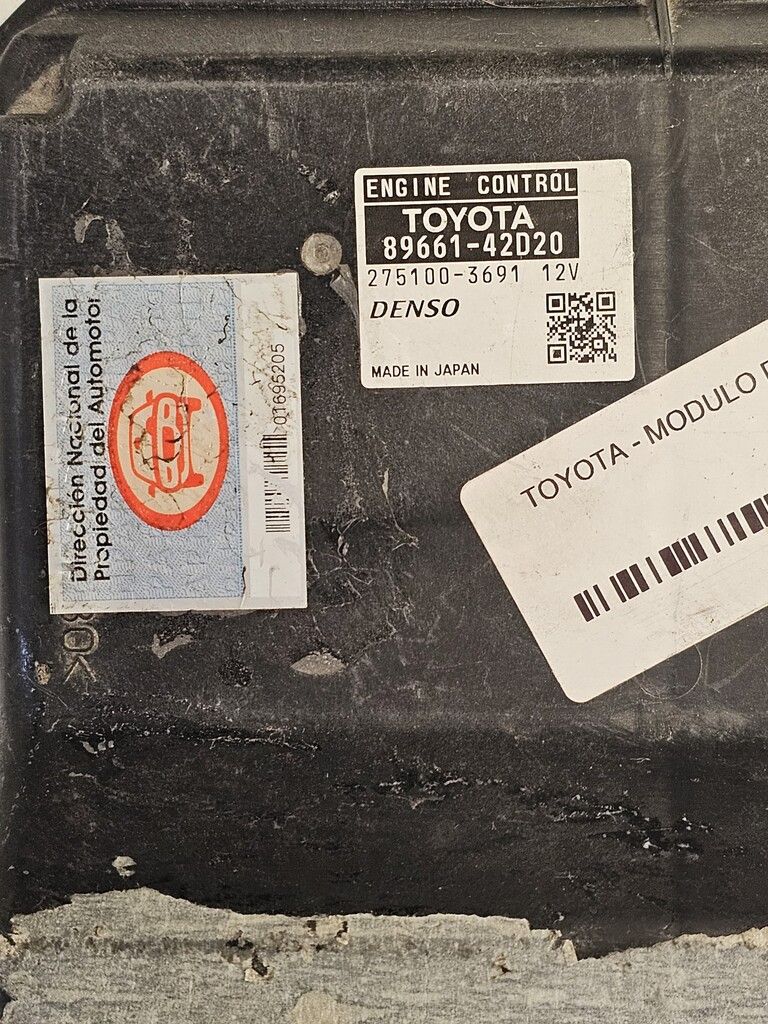 ENGINE CONTROL
TOYOTA
89661-42D20
275100-3691 12V
DENSO
MADE IN JAPAN
Dirección Nacional de la
Propiedad del Automotor
01695205
TOYOTA - MODULO